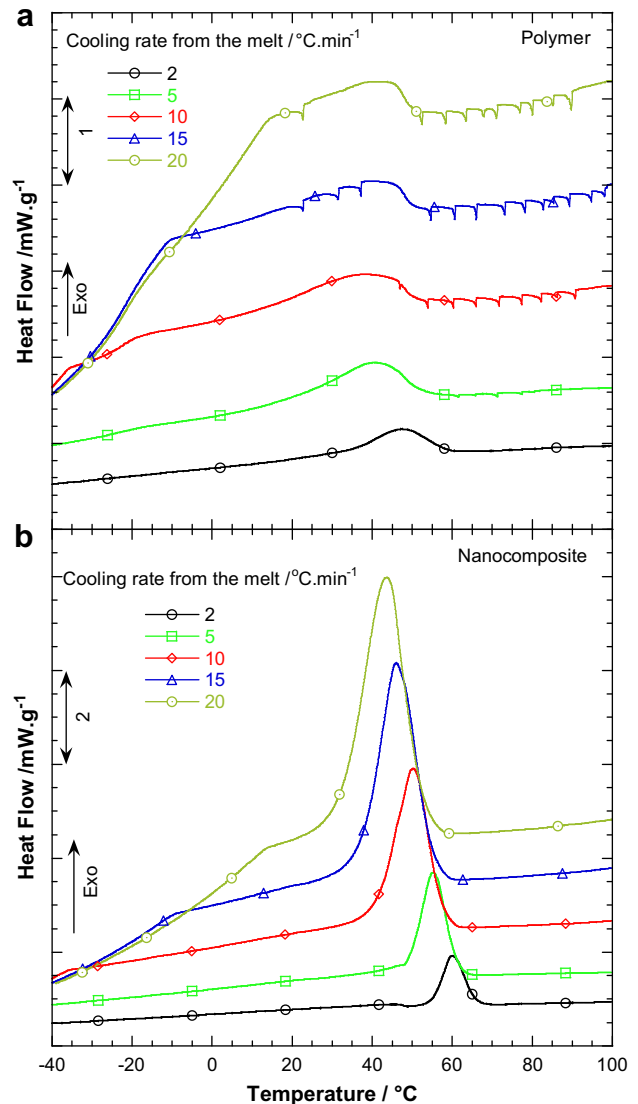 a
Cooling rate from the melt / °C.min-1
Polymer
2
5
10
15
20
1
Exo
Heat Flow /mW.g-1
b
Nanocomposite
Cooling rate from the melt /°C.min-1
2
5
10
15
20
2
Exo
Heat Flow /mW.g-1
-40 -20 0 20 40 60 80 100
Temperature / °C